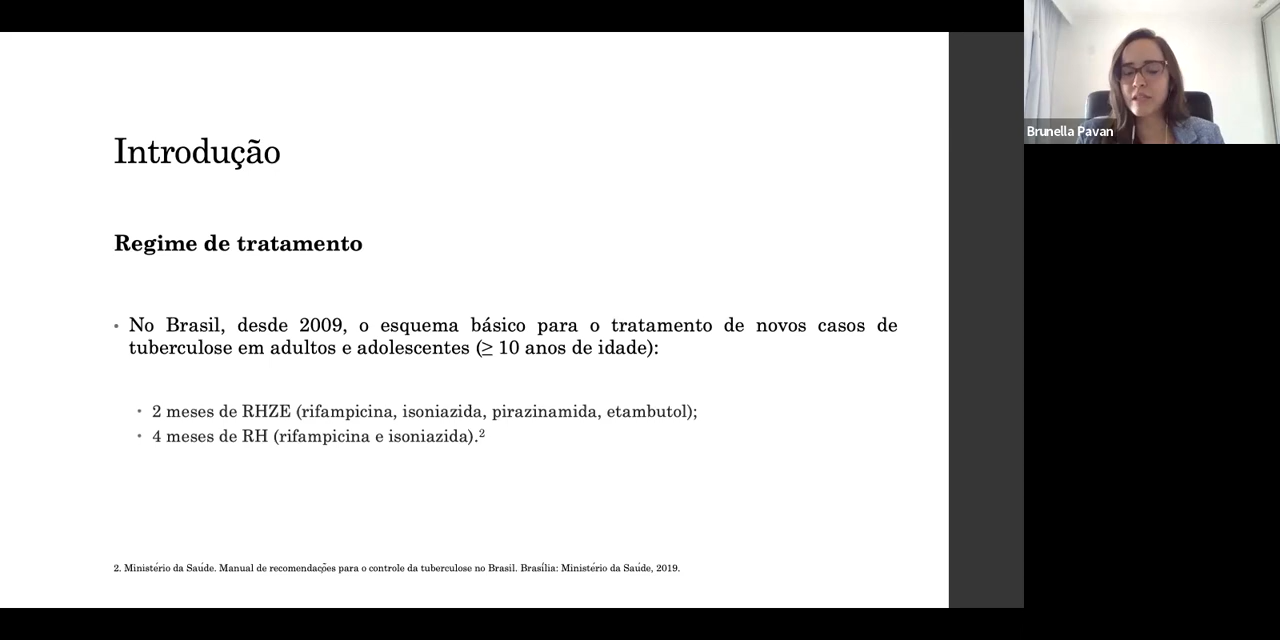 Introdução
Regime de tratamento
• No Brasil, desde 2009, o esquema básico para o tratamento de novos casos de
tuberculose em adultos e adolescentes (≥ 10 anos de idade):
• 2 meses de RHZE (rifampicina, isoniazida, pirazinamida, etambutol);
• 4 meses de RH (rifampicina e isoniazida).²
2. Ministério da Saúde. Manual de recomendações para o controle da tuberculose no Brasil. Brasília: Ministério da Saúde, 2019.
Brunella Pavan